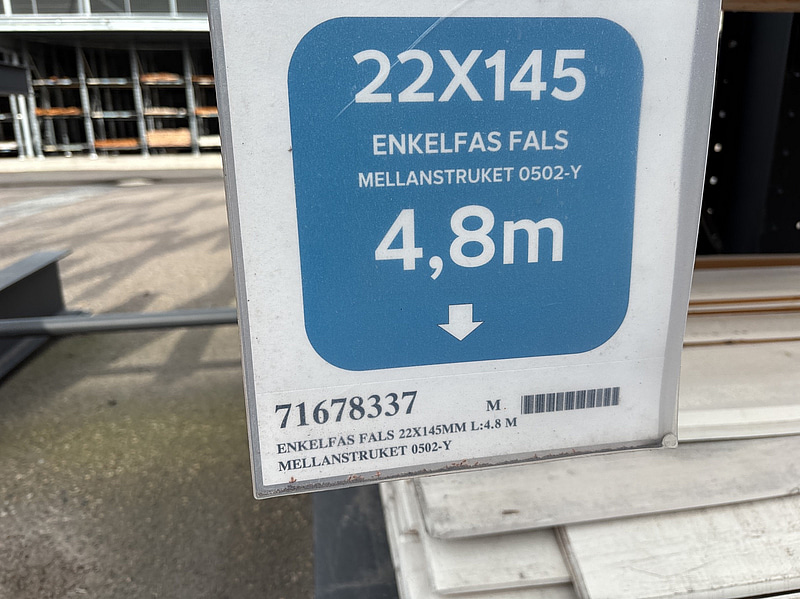 22X145
ENKELFAS FALS
MELLANSTRUKET 0502-Y
4,8m
71678337 M
ENKELFAS FALS 22X145MM L:4.8 M
MELLANSTRUKET 0502-Y